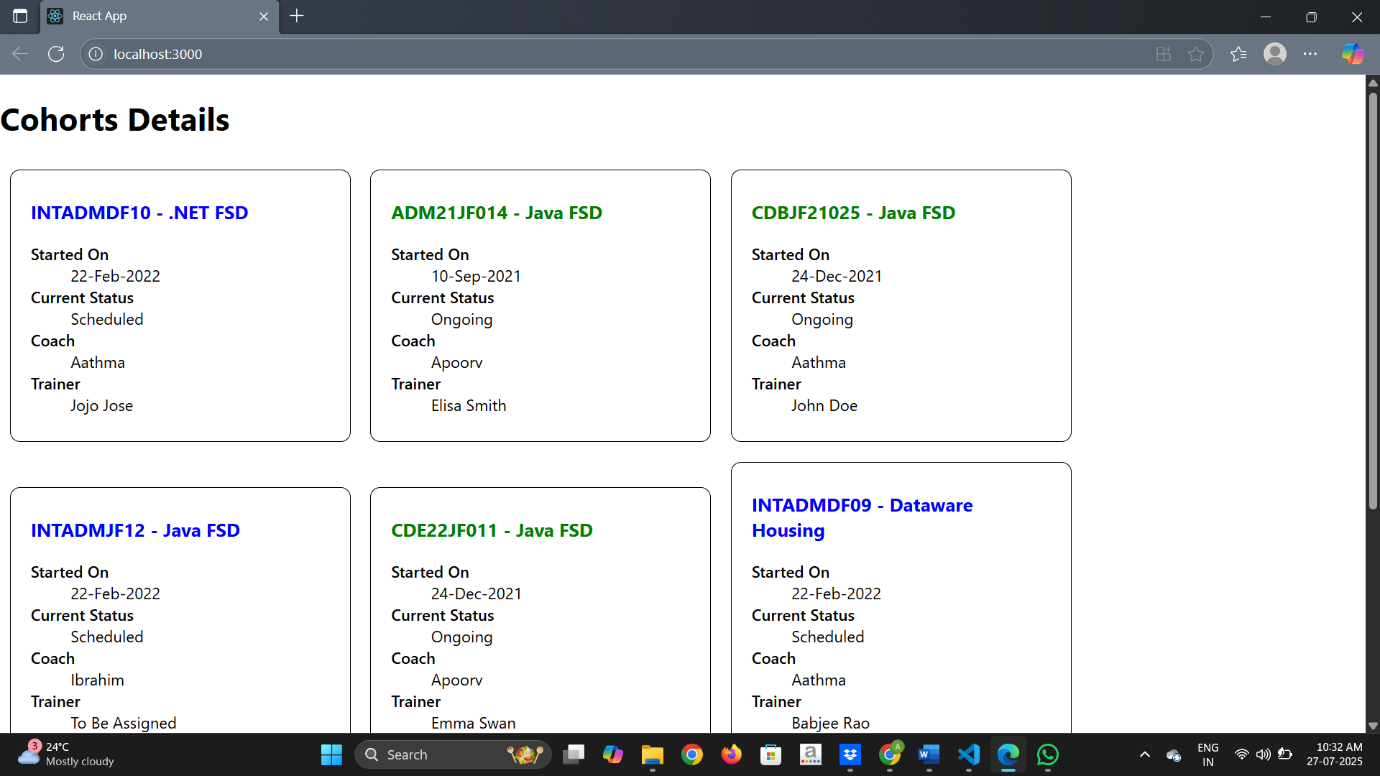 React App
localhost:3000
Cohorts Details
INTADMDF10 - .NET FSD
Started On
22-Feb-2022
Current Status
Scheduled
Coach
Aathma
Trainer
Jojo Jose
ADM21JF014 - Java FSD
Started On
10-Sep-2021
Current Status
Ongoing
Coach
Apoorv
Trainer
Elisa Smith
CDBJF21025 - Java FSD
Started On
24-Dec-2021
Current Status
Ongoing
Coach
Aathma
Trainer
John Doe
INTADMJF12 - Java FSD
Started On
22-Feb-2022
Current Status
Scheduled
Coach
Ibrahim
Trainer
To Be Assigned
CDE22JF011 - Java FSD
Started On
24-Dec-2021
Current Status
Ongoing
Coach
Apoorv
Trainer
Emma Swan
INTADMDF09 - Dataware
Housing
Started On
22-Feb-2022
Current Status
Scheduled
Coach
Aathma
Trainer
Babjee Rao
3
24°C
Mostly cloudy
Search
a
A
W
ENG
IN
10:32 AM
27-07-2025